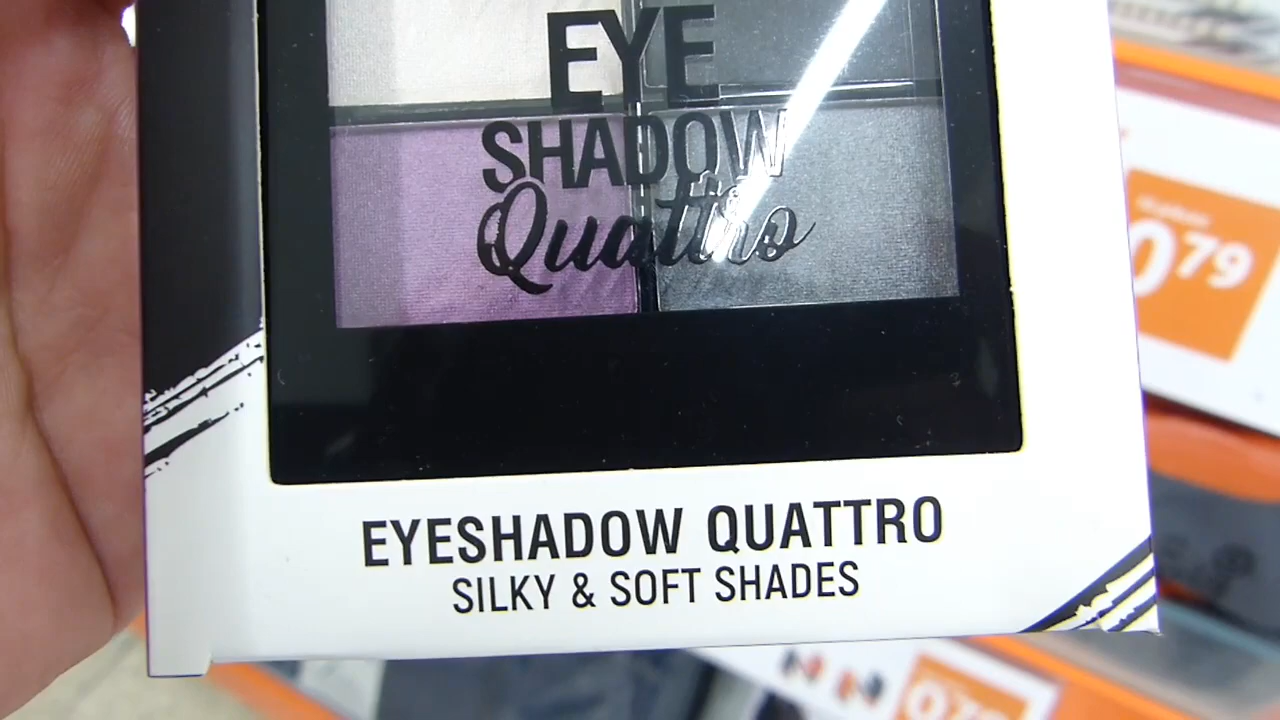 EYE
SHADOW
Quattro
EYESHADOW QUATTRO
SILKY & SOFT SHADES
0.79